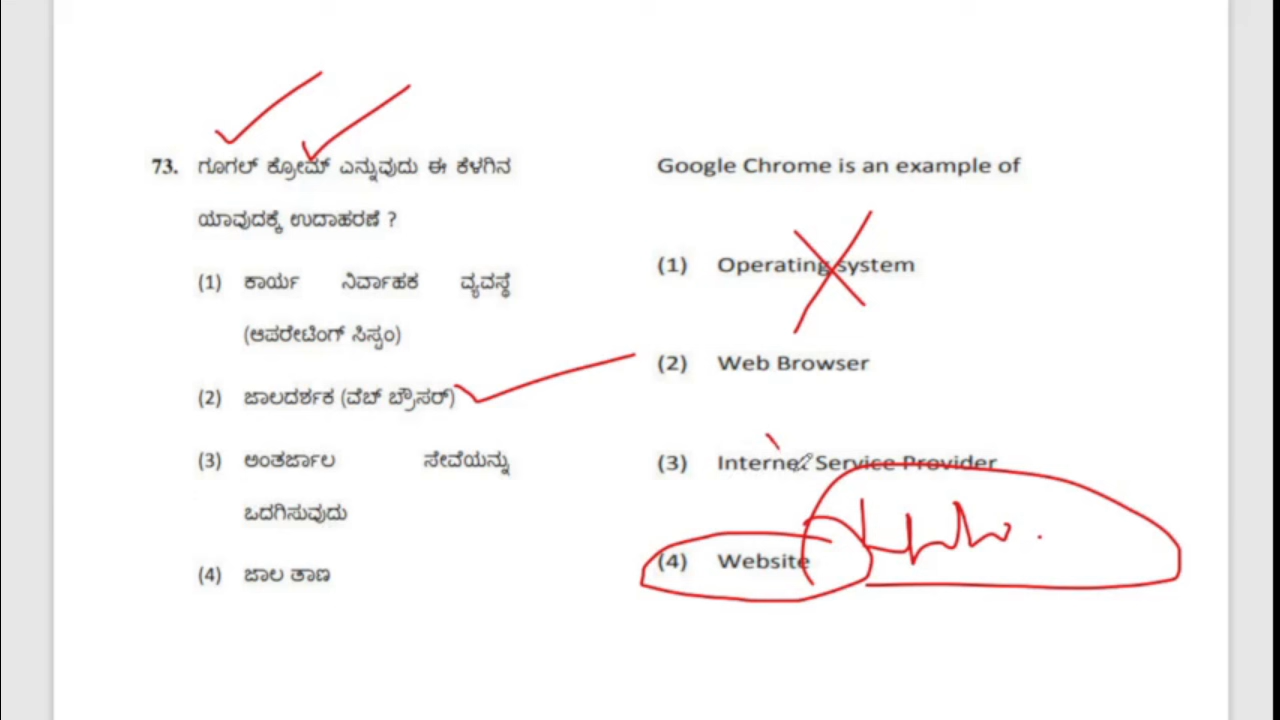 73. ಗೂಗಲ್ ಕ್ರೋಮ್ ಎನ್ನುವುದು ಈ ಕೆಳಗಿನ
ಯಾವುದಕ್ಕೆ ಉದಾಹರಣೆ ?
(1) ಕಾರ್ಯ ನಿರ್ವಾಹಕ ವ್ಯವಸ್ಥೆ
(ಆಪರೇಟಿಂಗ್ ಸಿಸ್ಟಂ)
(2) ಜಾಲದರ್ಶಕ (ವೆಬ್ ಬ್ರೌಸರ್)
(3) ಅಂತರ್ಜಾಲ ಸೇವೆಯನ್ನು
ಒದಗಿಸುವುದು
(4) ಜಾಲ ತಾಣ
Google Chrome is an example of
(1) Operating system
(2) Web Browser
(3) Internet Service Provider
(4) Website